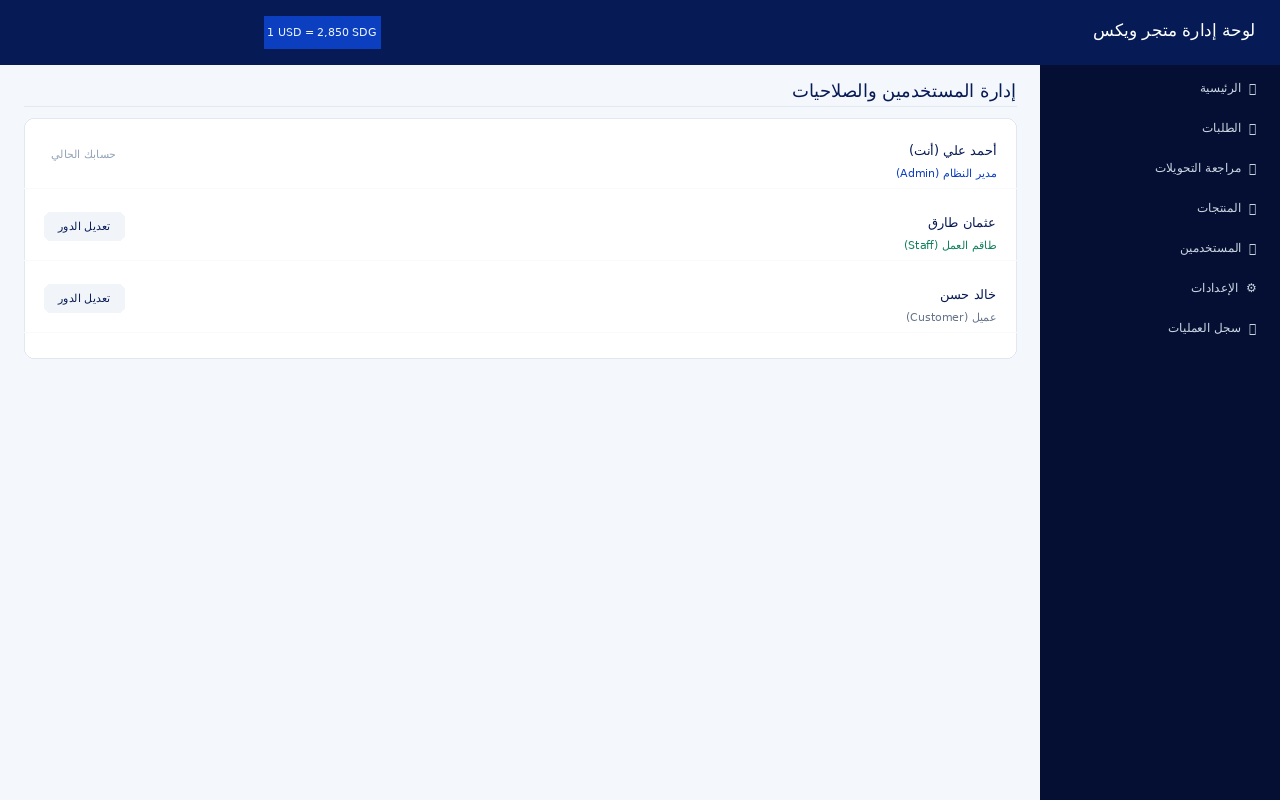 لوحة إدارة متجر ويكس
1 USD = 2,850 SDG
الرئيسية
الطلبات
مراجعة التحويلات
المنتجات
المستخدمين
الإعدادات
سجل العمليات
إدارة المستخدمين والصلاحيات
أحمد علي (أنت)
مدير النظام (Admin)
حسابك الحالي
عثمان طارق
طاقم العمل (Staff)
تعديل الدور
خالد حسن
عميل (Customer)
تعديل الدور